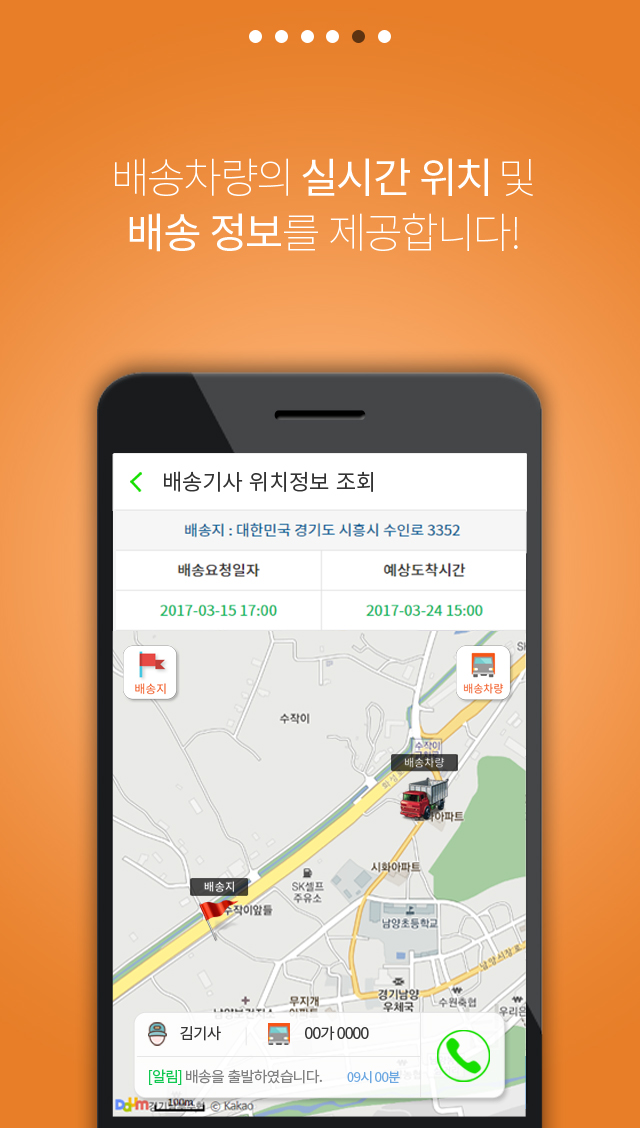 배송차량의 실시간 위치 및
배송 정보를 제공합니다!
배송기사 위치정보 조회
배송지 : 대한민국 경기도 시흥시 수인로 3352
배송요청일자 예상도착시간
2017-03-15 17:00 2017-03-24 15:00
배송지 배송차량
수작이
수작이
배송차량
아파트
시화아파트
배송지
SK셀프
주유소
수작이앞들
남양초등학교
남양시장로
경기남양
우체국
무지개
수원축협
우리은
김기사 00가 0000
[알림] 배송을 출발하였습니다. 09시 00분
100m
© Kakao